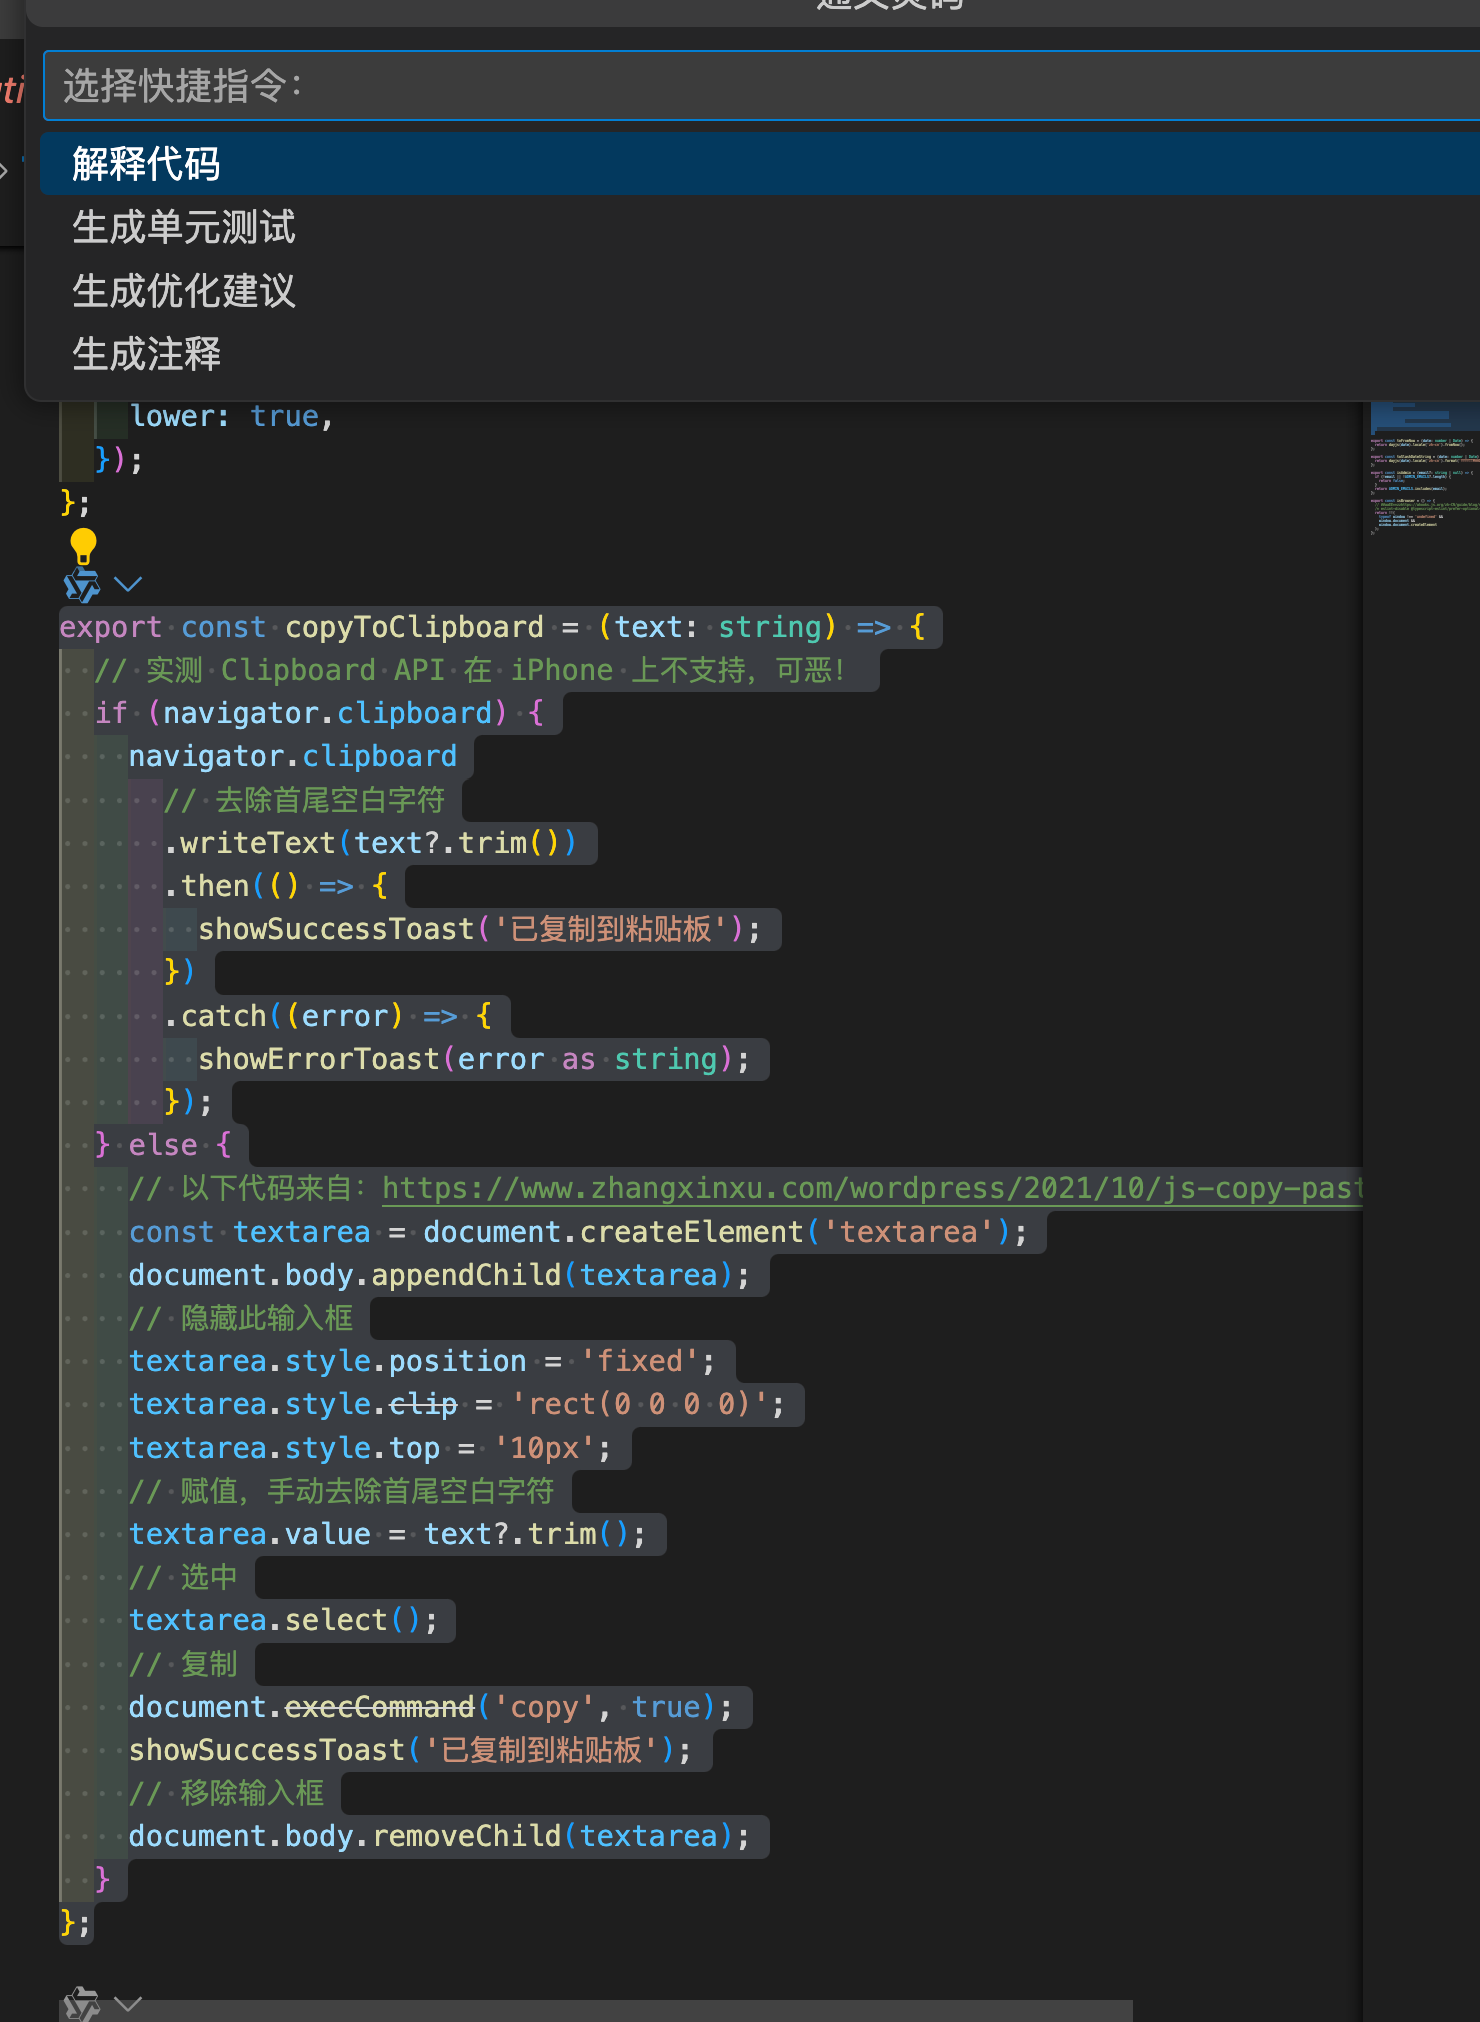 选择快捷指令：
解释代码
生成单元测试
生成优化建议
生成注释
lower: true,
});
};
export const copyToClipboard = (text: string) => {
// 实测 Clipboard API 在 iPhone 上不支持，可恶！
if (navigator.clipboard) {
navigator.clipboard
// 去除首尾空白字符
.writeText(text?.trim())
.then(() => {
showSuccessToast('已复制到粘贴板');
})
.catch((error) => {
showErrorToast(error as string);
});
} else {
// 以下代码来自：https://www.zhangxinxu.com/wordpress/2021/10/js-copy-past
const textarea = document.createElement('textarea');
document.body.appendChild(textarea);
// 隐藏此输入框
textarea.style.position = 'fixed';
textarea.style.clip = 'rect(0 0 0 0)';
textarea.style.top = '10px';
// 赋值，手动去除首尾空白字符
textarea.value = text?.trim();
// 选中
textarea.select();
// 复制
document.execCommand('copy', true);
showSuccessToast('已复制到粘贴板');
// 移除输入框
document.body.removeChild(textarea);
}
};